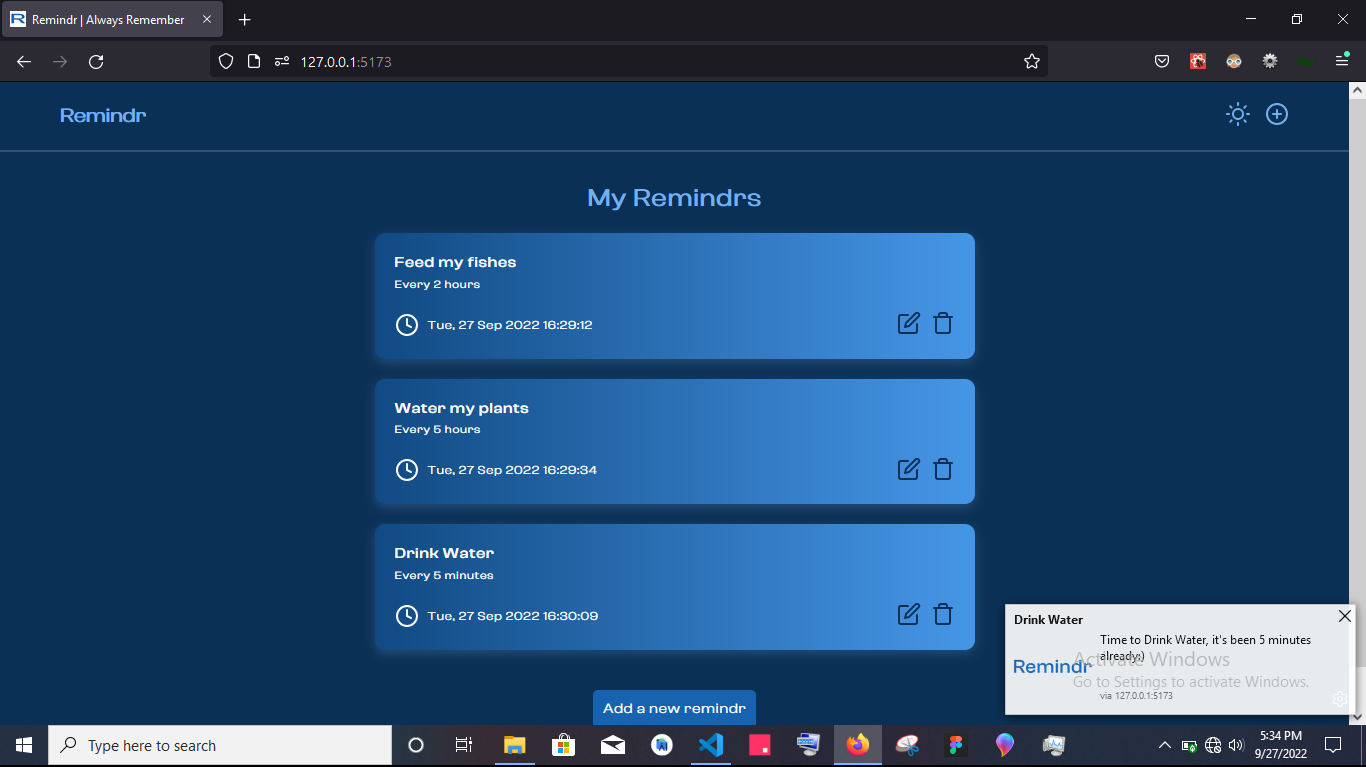 Remindr | Always Remember
127.0.0.1:5173
Remindr
My Remindrs
Feed my fishes
Every 2 hours
Tue, 27 Sep 2022 16:29:12
Water my plants
Every 5 hours
Tue, 27 Sep 2022 16:29:34
Drink Water
Every 5 minutes
Tue, 27 Sep 2022 16:30:09
Add a new remindr
Drink Water
Time to Drink Water, it's been 5 minutes
already:)
Remindr
via 127.0.0.1:5173
Activate Windows
Go to Settings to activate Windows.
Type here to search
5:34 PM
9/27/2022